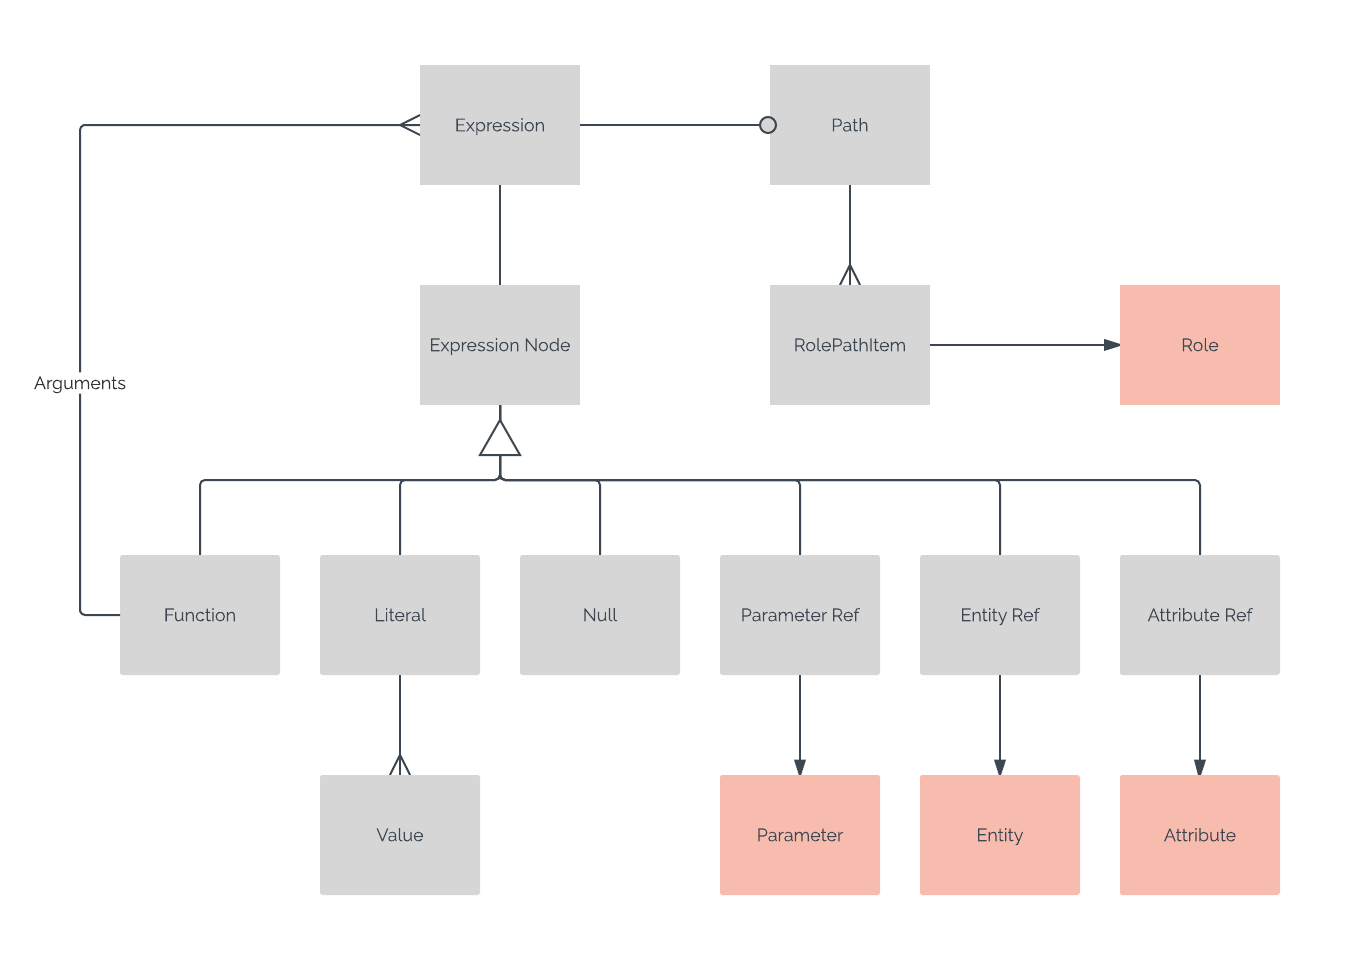 Expression
Path
Expression Node
RolePathItem
Role
Arguments
Function
Literal
Null
Parameter Ref
Entity Ref
Attribute Ref
Value
Parameter
Entity
Attribute